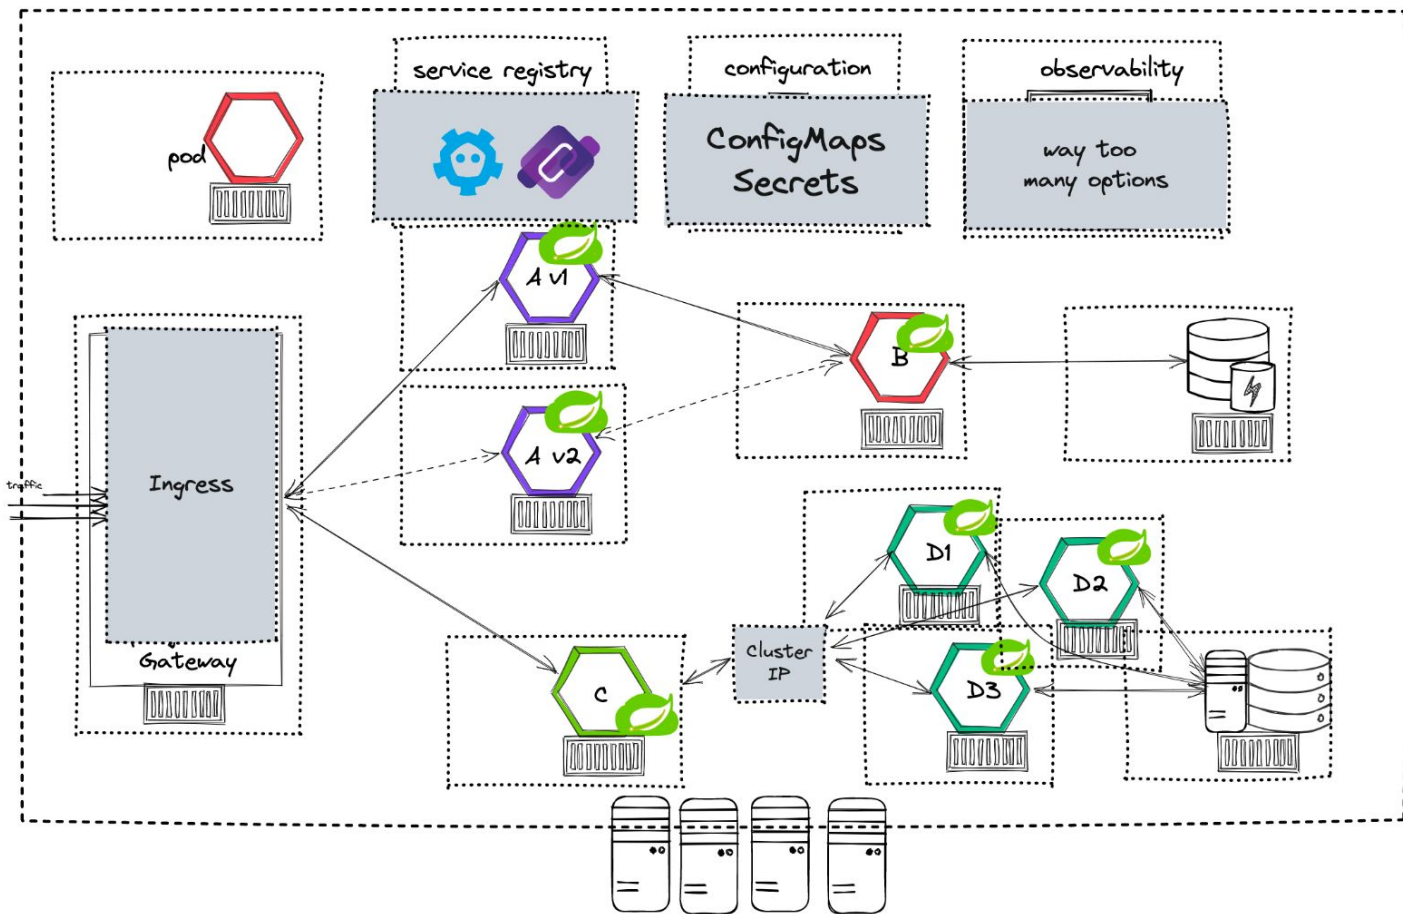 service registry
configuration
observability
pod
ConfigMaps
Secrets
way too
many options
A v1
B
A v2
traffic
Ingress
D1
D2
Gateway
Cluster
IP
C
D3